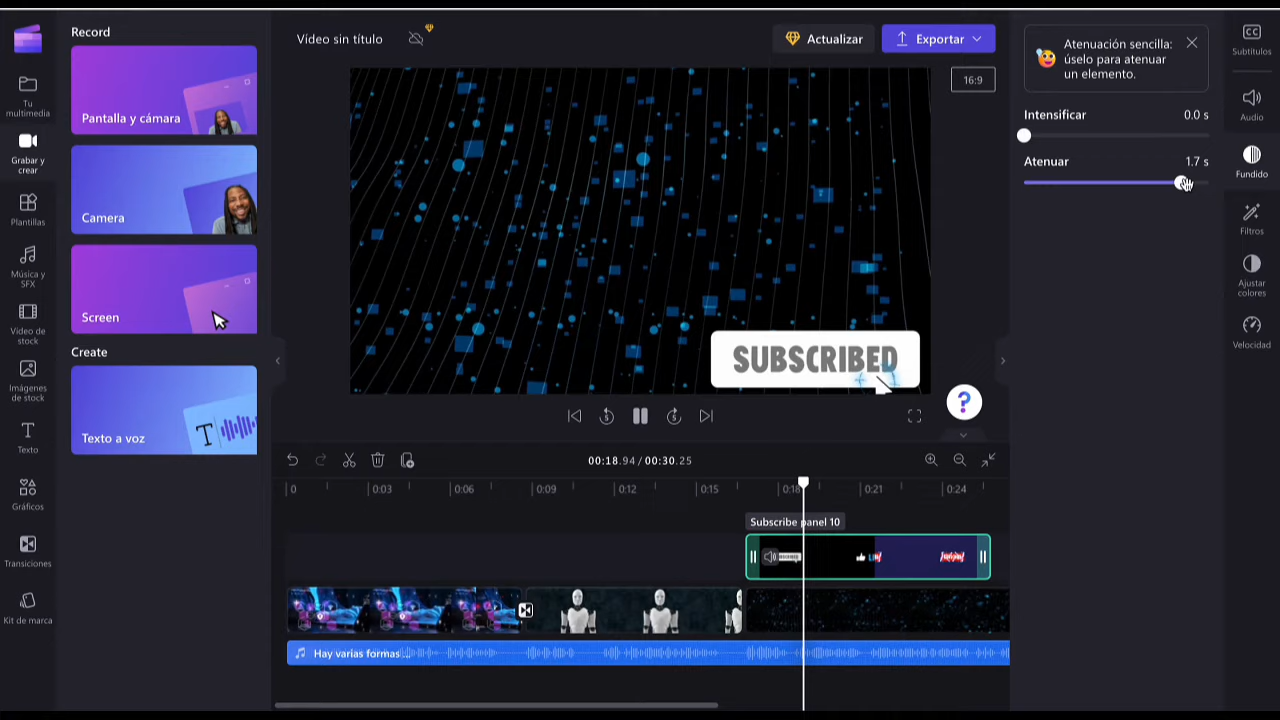 Record
Pantalla y cámara
Camera
Screen
Create
Texto a voz
Tu
multimedia
Grabar y
crear
Plantillas
Música y
SFX
Vídeo de
stock
Imágenes
de stock
Texto
Gráficos
Transiciones
Kit de marca
Vídeo sin título
Actualizar
Exportar
16:9
SUBSCRIBED
?
00:18.94 / 00:30.25
0
0:03
0:06
0:09
0:12
0:15
0:18
0:21
0:24
Subscribe panel 10
Hay varias formas...
Atenuación sencilla:
úselo para atenuar
un elemento.
Intensificar 0.0 s
Atenuar 1.7 s
CC
Subtítulos
Audio
Fundido
Filtros
Ajustar
colores
Velocidad